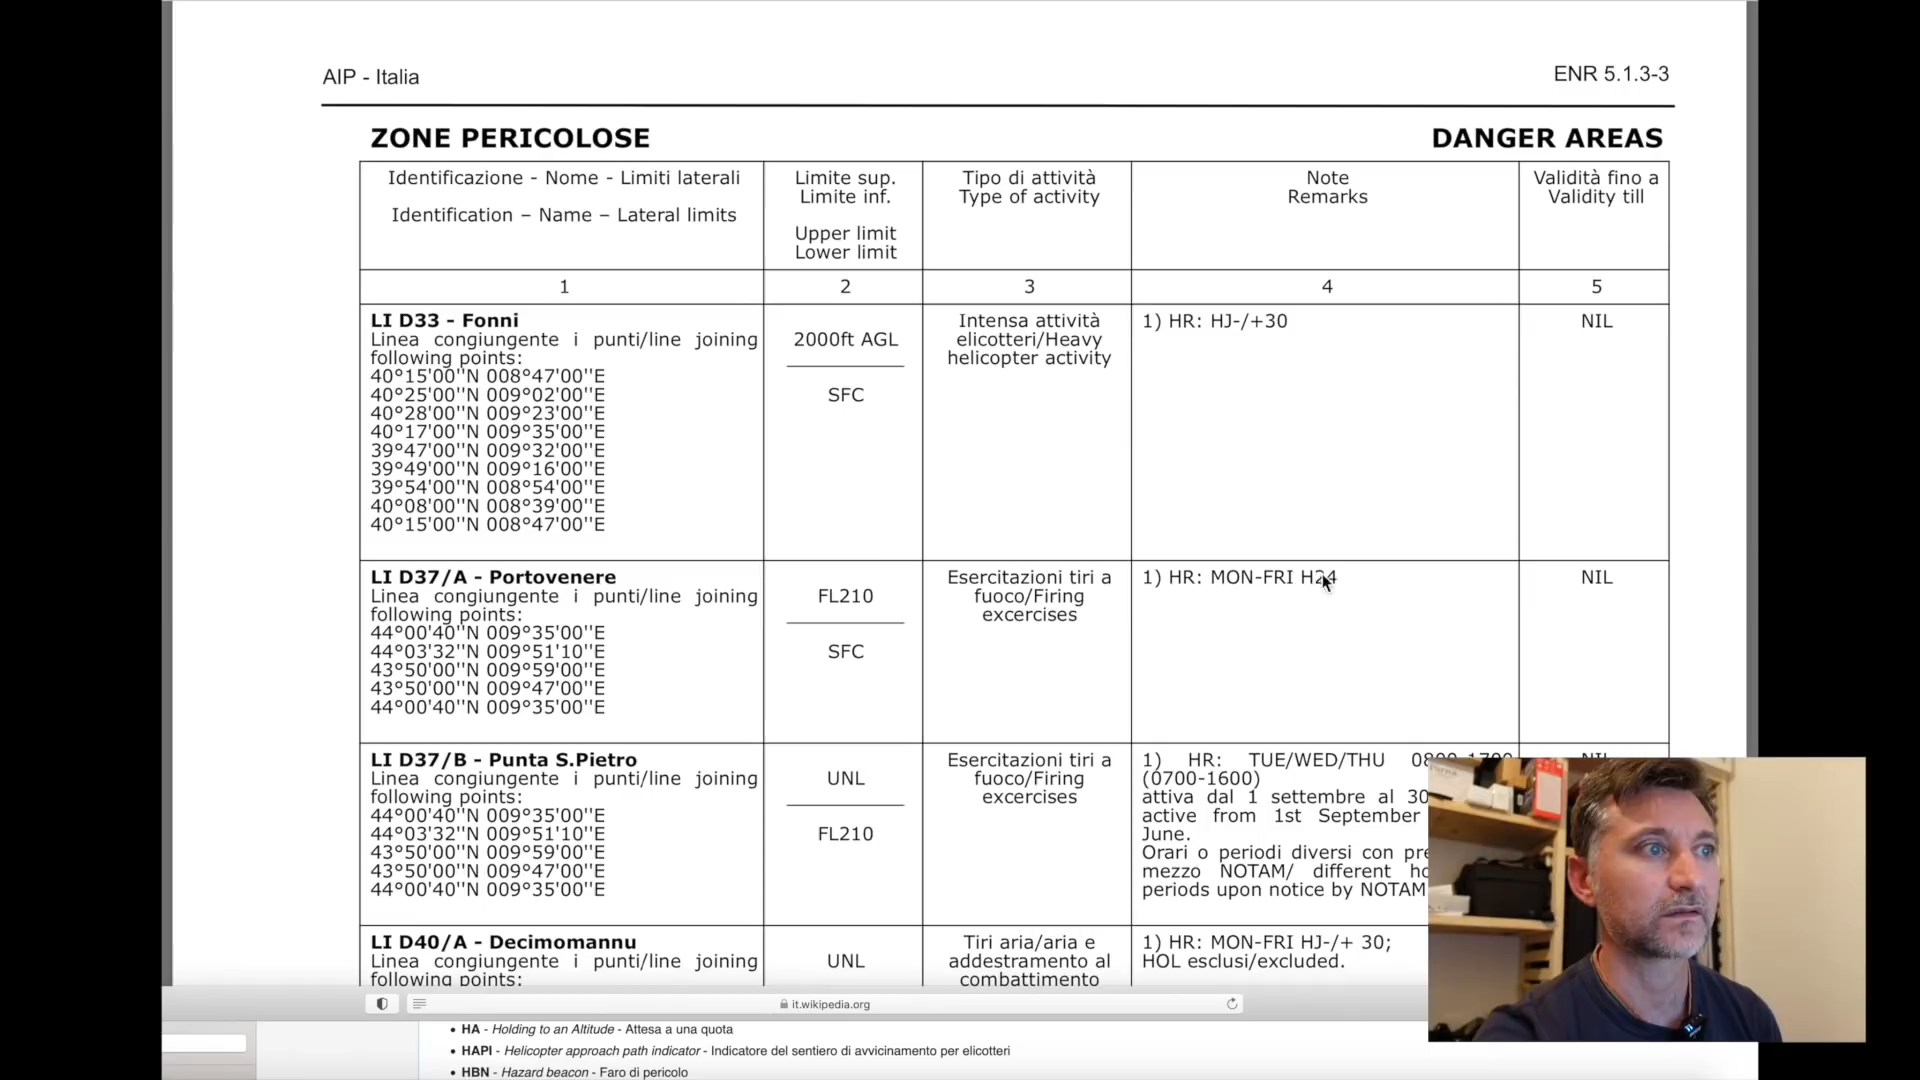 AIP - Italia
ENR 5.1.3-3
ZONE PERICOLOSE
DANGER AREAS
Identificazione - Nome - Limiti laterali
Identification – Name – Lateral limits
Limite sup.
Limite inf.
Upper limit
Lower limit
Tipo di attività
Type of activity
Note
Remarks
Validità fino a
Validity till
1
2
3
4
5
LI D33 - Fonni
Linea congiungente i punti/line joining
following points:
40°15'00''N 008°47'00''E
40°25'00''N 009°02'00''E
40°28'00''N 009°23'00''E
40°17'00''N 009°35'00''E
39°47'00''N 009°32'00''E
39°49'00''N 009°16'00''E
39°54'00''N 008°54'00''E
40°08'00''N 008°39'00''E
40°15'00''N 008°47'00''E
2000ft AGL
SFC
Intensa attività
elicotteri/Heavy
helicopter activity
1) HR: HJ-/+30
NIL
LI D37/A - Portovenere
Linea congiungente i punti/line joining
following points:
44°00'40''N 009°35'00''E
44°03'32''N 009°51'10''E
43°50'00''N 009°59'00''E
43°50'00''N 009°47'00''E
44°00'40''N 009°35'00''E
FL210
SFC
Esercitazioni tiri a
fuoco/Firing
excercises
1) HR: MON-FRI H24
NIL
LI D37/B - Punta S.Pietro
Linea congiungente i punti/line joining
following points:
44°00'40''N 009°35'00''E
44°03'32''N 009°51'10''E
43°50'00''N 009°59'00''E
43°50'00''N 009°47'00''E
44°00'40''N 009°35'00''E
UNL
FL210
Esercitazioni tiri a
fuoco/Firing
excercises
1) HR: TUE/WED/THU 0800-1700
(0700-1600)
attiva dal 1 settembre al 30
active from 1st September
June.
Orari o periodi diversi con
mezzo NOTAM/ different
periods upon notice by NOTAM
NIL
LI D40/A - Decimomannu
Linea congiungente i punti/line joining
following points:
UNL
Tiri aria/aria e
addestramento al
combattimento
1) HR: MON-FRI HJ-/+ 30;
HOL esclusi/excluded.
it.wikipedia.org
• HA - Holding to an Altitude - Attesa a una quota
• HAPI - Helicopter approach path indicator - Indicatore del sentiero di avvicinamento per elicotteri
• HBN - Hazard beacon - Faro di pericolo